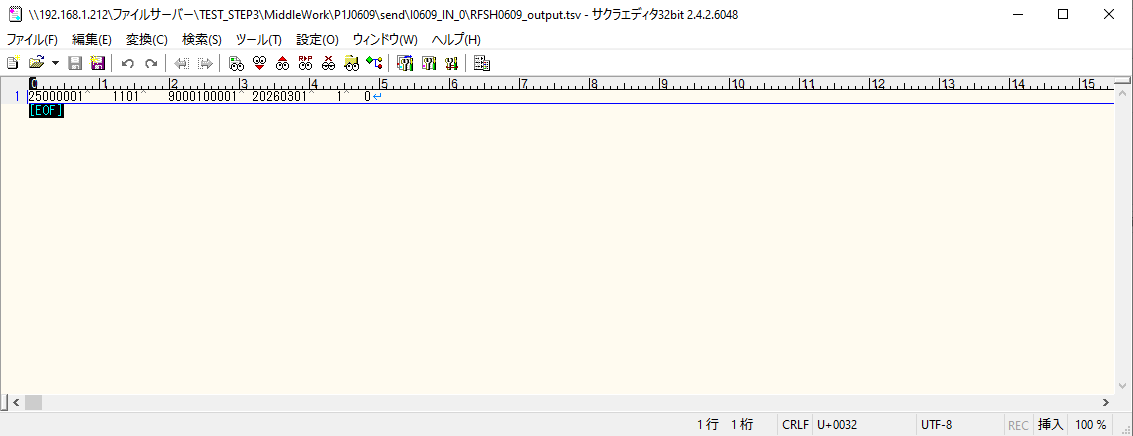 \\192.168.1.212\ファイルサーバー\TEST_STEP3\MiddleWork\P1J0609\send\I0609_IN_0\RFSH0609_output.tsv - サクラエディタ32bit 2.4.2.6048
ファイル(F) 編集(E) 変換(C) 検索(S) ツール(T) 設定(O) ウィンドウ(W) ヘルプ(H)
0 1 2 3 4 5 6 7 8 9 10 11 12 13 14 15
1 25000001^ 1101^ 90001000001^ 20260301^ 1^ 0↵
[EOF]
1 行 1 桁 CRLF U+0032 UTF-8 REC 挿入 100 %